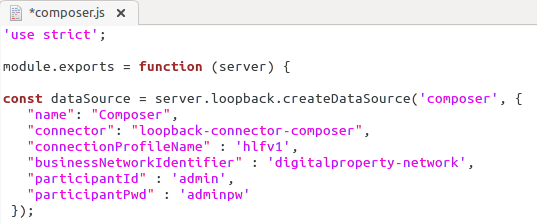 *composer.js
'use strict';
module.exports = function (server) {
const dataSource = server.loopback.createDataSource('composer', {
"name": "Composer",
"connector": "loopback-connector-composer",
"connectionProfileName" : 'hlfv1',
"businessNetworkIdentifier" : 'digitalproperty-network',
"participantId" : 'admin',
"participantPwd" : 'adminpw'
});